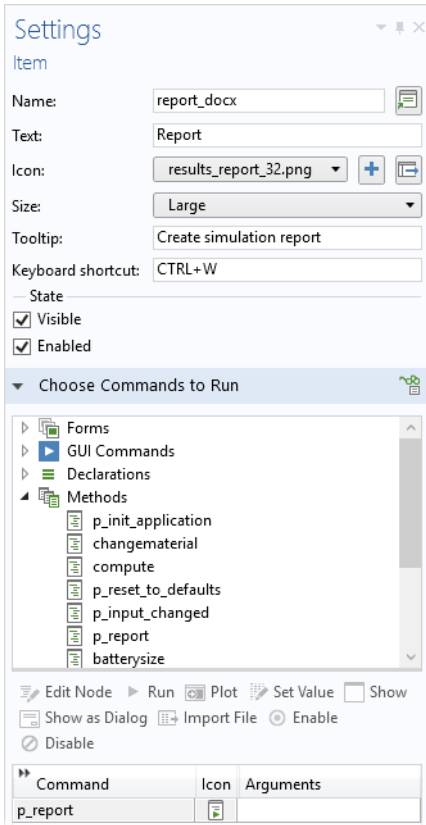 Settings
Item
Name: report_docx
Text: Report
Icon: results_report_32.png
Size: Large
Tooltip: Create simulation report
Keyboard shortcut: CTRL+W
State
Visible
Enabled
Choose Commands to Run
Forms
GUI Commands
Declarations
Methods
p_init_application
changematerial
compute
p_reset_to_defaults
p_input_changed
p_report
batterysize
Edit Node Run Plot Set Value Show
Show as Dialog Import File Enable
Disable
Command Icon Arguments
p_report